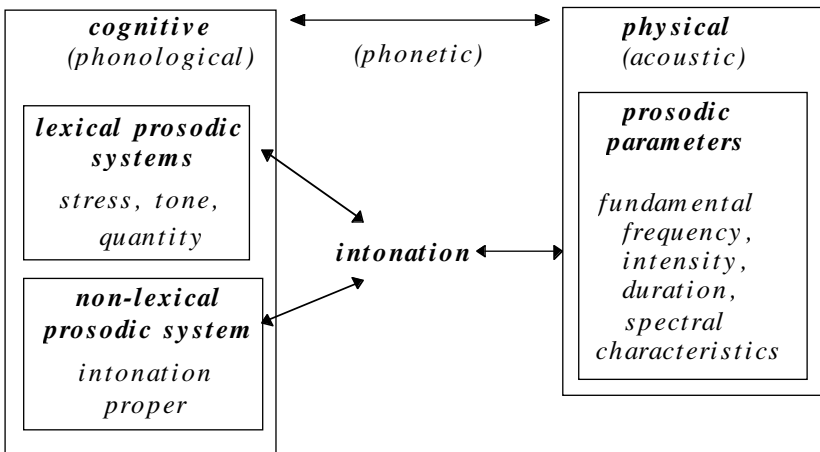 cognitive
(phonological)
lexical prosodic
systems
stress, tone,
quantity
non-lexical
prosodic system
intonation
proper
(phonetic)
intonation
physical
(acoustic)
prosodic
parameters
fundamental
frequency,
intensity,
duration,
spectral
characteristics